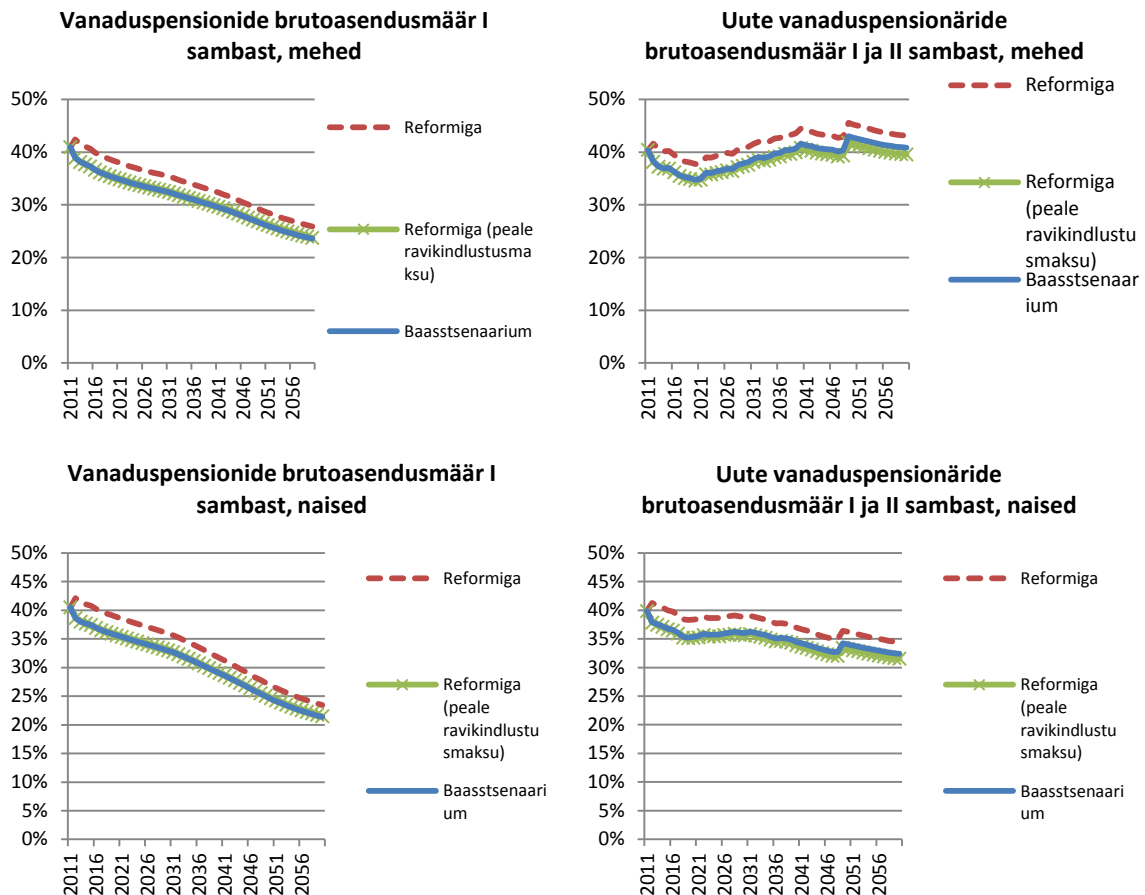 Vanaduspensionide brutoasendusmäär I
sambast, mehed
50%
40%
30%
20%
10%
0%
2011
2016
2021
2026
2031
2036
2041
2046
2051
2056
Reformiga
Reformiga (peale
ravikindlustusma
ksu)
Baasstsenaarium
Uute vanaduspensionäride
brutoasendusmäär I ja II sambast, mehed
50%
40%
30%
20%
10%
0%
2011
2016
2021
2026
2031
2036
2041
2046
2051
2056
Reformiga
Reformiga
(peale
ravikindlustu
smaksu)
Baasstsenaar
ium
Vanaduspensionide brutoasendusmäär I
sambast, naised
50%
45%
40%
35%
30%
25%
20%
15%
10%
5%
0%
2011
2016
2021
2026
2031
2036
2041
2046
2051
2056
Reformiga
Reformiga
(peale
ravikindlustu
smaksu)
Baasstsenaari
um
Uute vanaduspensionäride
brutoasendusmäär I ja II sambast, naised
50%
45%
40%
35%
30%
25%
20%
15%
10%
5%
0%
2011
2016
2021
2026
2031
2036
2041
2046
2051
2056
Reformiga
Reformiga
(peale
ravikindlustu
smaksu)
Baasstsenaari
um